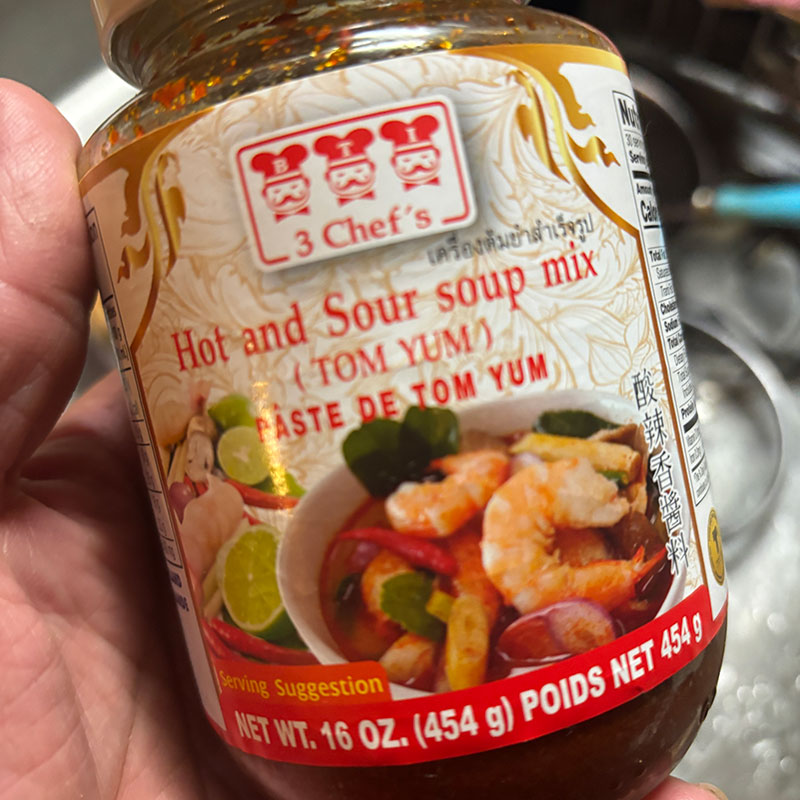 B T I
3 Chef's
เครื่องต้มยำสำเร็จรูป
Hot and Sour soup mix
( TOM YUM )
PASTE DE TOM YUM
酸辣香醬料
Serving Suggestion
NET WT. 16 OZ. (454 g) POIDS NET 454 g